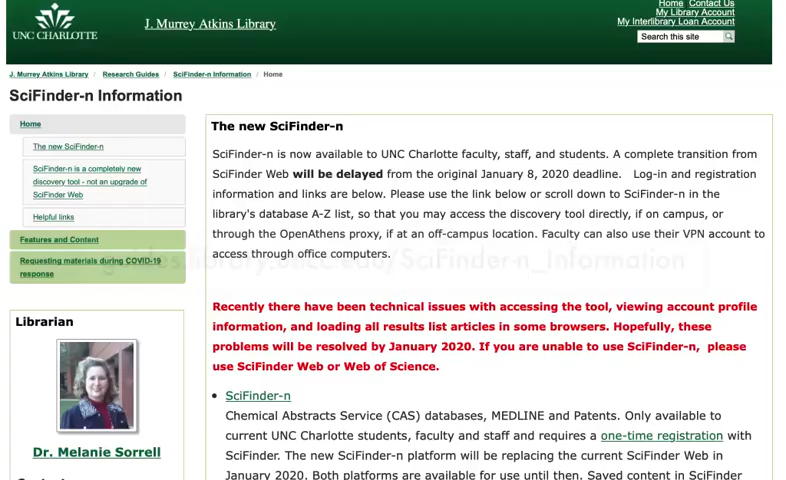 Home Contact Us
My Library Account
My Interlibrary Loan Account
UNC CHARLOTTE
J. Murrey Atkins Library
Search this site
J. Murrey Atkins Library / Research Guides / SciFinder-n Information / Home
SciFinder-n Information
Home
The new SciFinder-n
SciFinder-n is a completely new
discovery tool - not an upgrade of
SciFinder Web
Helpful links
Features and Content
Requesting materials during COVID-19
response
Librarian
Dr. Melanie Sorrell
The new SciFinder-n
SciFinder-n is now available to UNC Charlotte faculty, staff, and students. A complete transition from
SciFinder Web will be delayed from the original January 8, 2020 deadline. Log-in and registration
information and links are below. Please use the link below or scroll down to SciFinder-n in the
library's database A-Z list, so that you may access the discovery tool directly, if on campus, or
through the OpenAthens proxy, if at an off-campus location. Faculty can also use their VPN account to
access through office computers.
guides.library.uncc.edu/SciFinder-n_Information
Recently there have been technical issues with accessing the tool, viewing account profile
information, and loading all results list articles in some browsers. Hopefully, these
problems will be resolved by January 2020. If you are unable to use SciFinder-n, please
use SciFinder Web or Web of Science.
• SciFinder-n
Chemical Abstracts Service (CAS) databases, MEDLINE and Patents. Only available to
current UNC Charlotte students, faculty and staff and requires a one-time registration with
SciFinder. The new SciFinder-n platform will be replacing the current SciFinder Web in
January 2020. Both platforms are available for use until then. Saved content in SciFinder